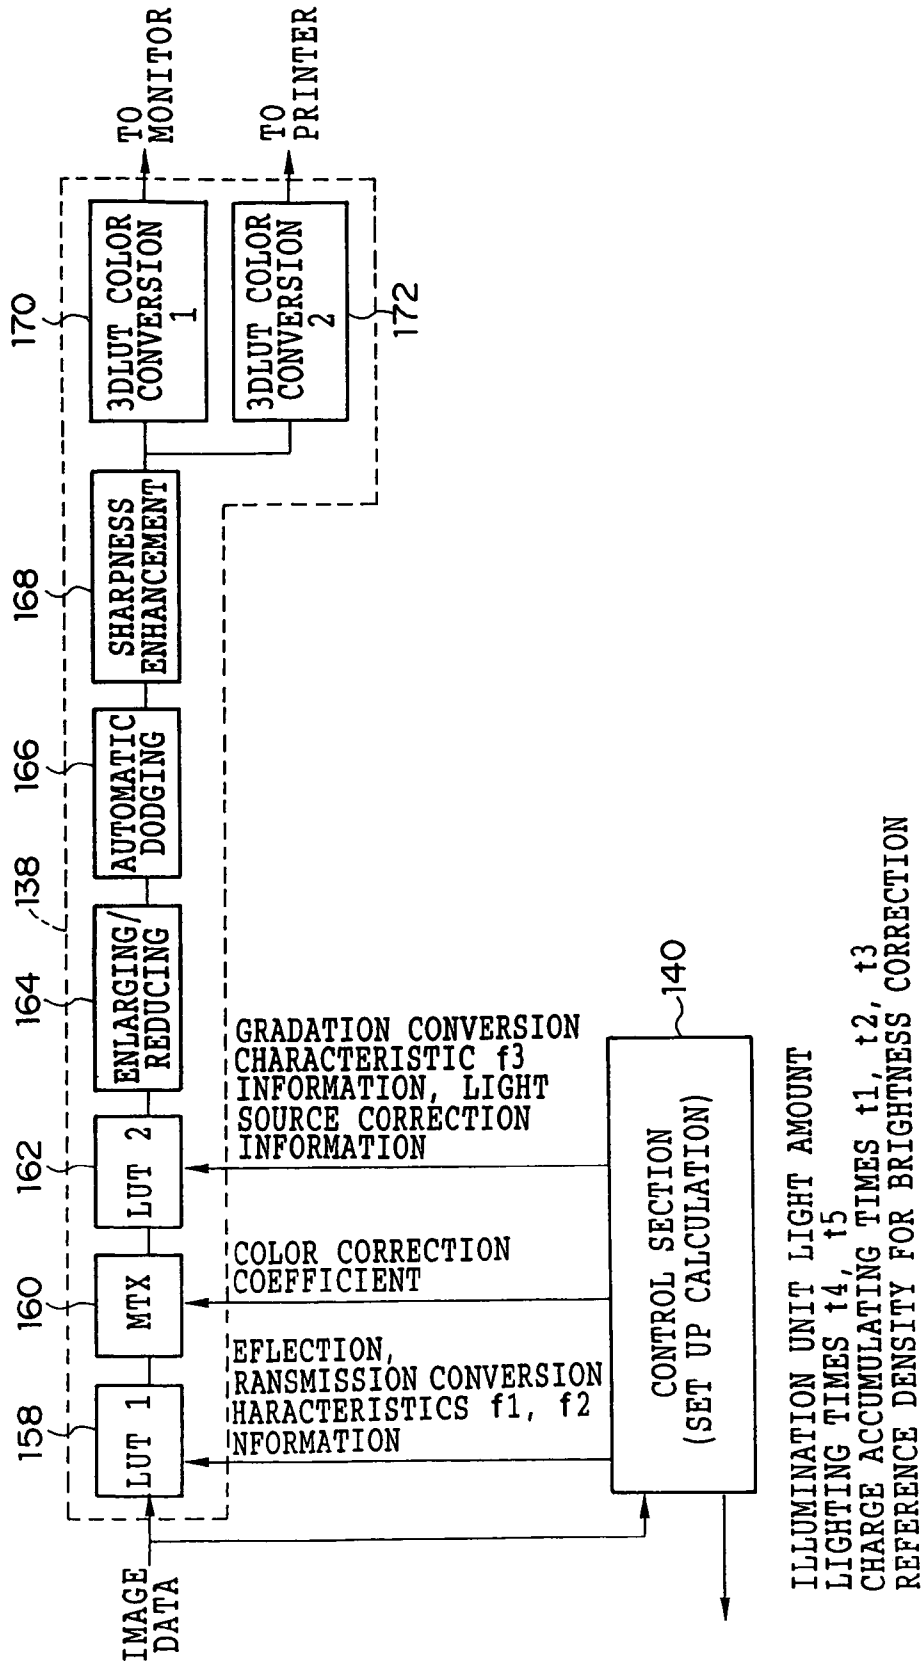 IMAGE
DATA
158
LUT 1
160
MTX
162
LUT 2
164
ENLARGING/
REDUCING
138
166
AUTOMATIC
DODGING
168
SHARPNESS
ENHANCEMENT
170
3DLUT COLOR
CONVERSION
1
TO
MONITOR
3DLUT COLOR
CONVERSION
2
172
TO
PRINTER
EFLECTION,
RANSMISSION CONVERSION
HARACTERISTICS f1, f2
NFORMATION
COLOR CORRECTION
COEFFICIENT
GRADATION CONVERSION
CHARACTERISTIC f3
INFORMATION, LIGHT
SOURCE CORRECTION
INFORMATION
140
CONTROL SECTION
(SET UP CALCULATION)
ILLUMINATION UNIT LIGHT AMOUNT
LIGHTING TIMES t4, t5
CHARGE ACCUMULATING TIMES t1, t2, t3
REFERENCE DENSITY FOR BRIGHTNESS CORRECTION